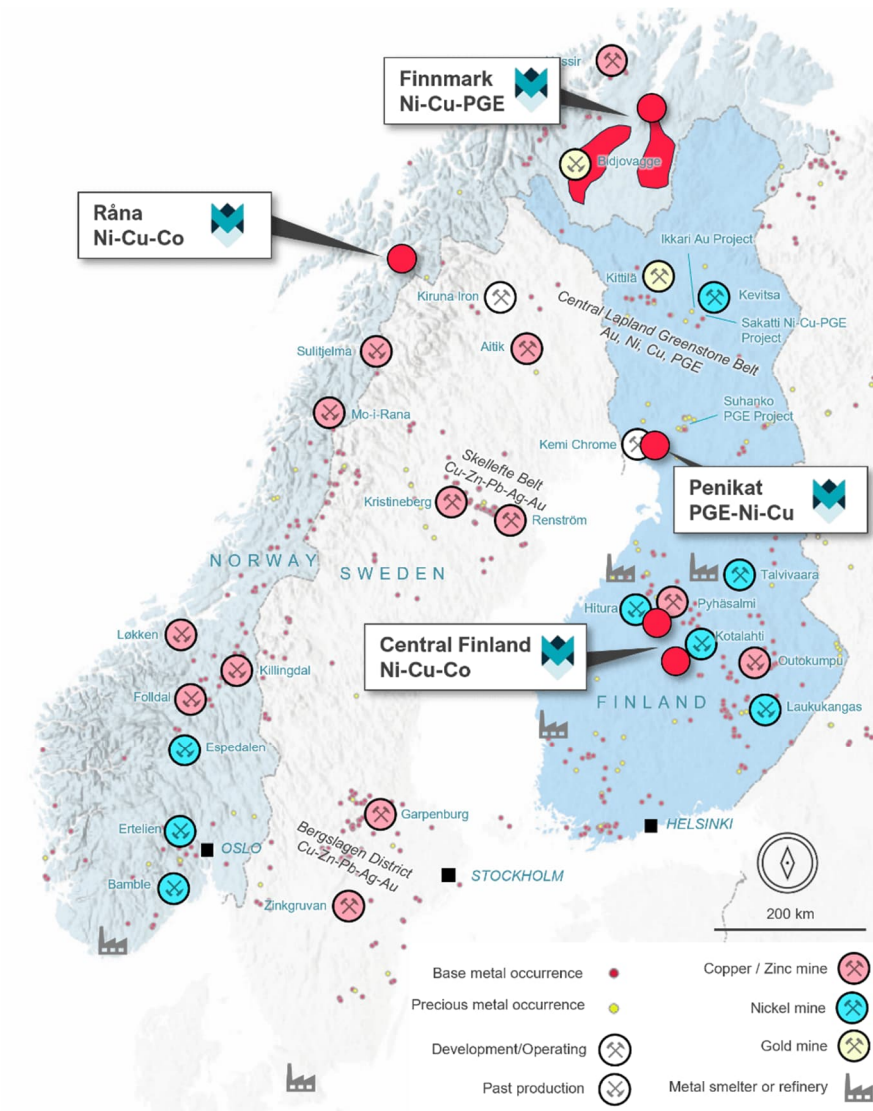 Finnmark
Ni-Cu-PGE
Bidjovagge
Råna
Ni-Cu-Co
Ikkari Au Project
Kittilä
Kevitsa
Kiruna Iron
Sakatti Ni-Cu-PGE
Project
Central Lapland Greenstone Belt
Au, Ni, Cu, PGE
Sulitjelma
Aitik
Mo-i-Rana
Suhanko
PGE Project
Kemi Chrome
Penikat
PGE-Ni-Cu
Skellefte Belt
Cu-Zn-Pb-Ag-Au
Kristineberg
Renström
NORWAY
SWEDEN
Talvivaara
Hitura
Pyhäsalmi
Løkken
Central Finland
Ni-Cu-Co
Kotalahti
Killingdal
Outokumpu
Folldal
FINLAND
Laukukangas
Espedalen
Garpenburg
Ertelien
OSLO
HELSINKI
Bergslagen District
Cu-Zn-Pb-Ag-Au
Bamble
STOCKHOLM
Zinkgruvan
200 km
Base metal occurrence
Copper / Zinc mine
Precious metal occurrence
Nickel mine
Development/Operating
Gold mine
Past production
Metal smelter or refinery